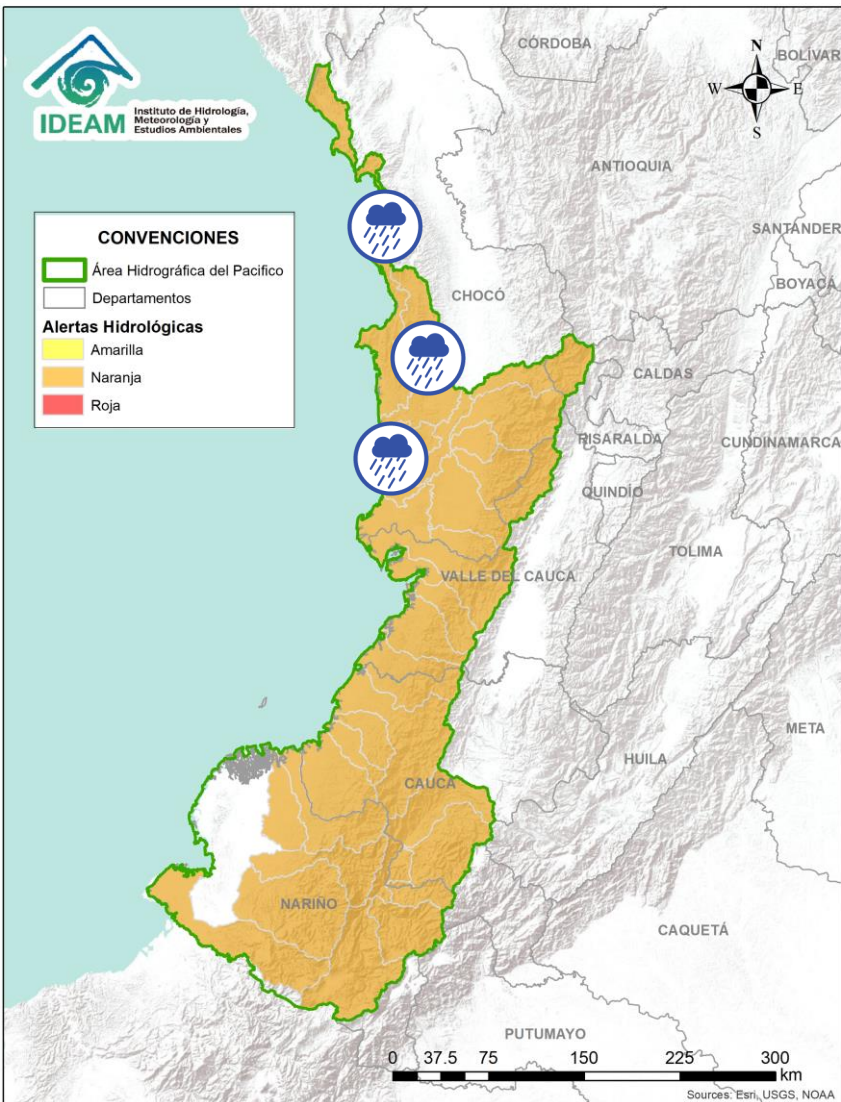 IDEAM
Instituto de Hidrología,
Meteorología y
Estudios Ambientales
CÓRDOBA
BOLÍVAR
N
W
E
S
ANTIOQUIA
SANTANDER
BOYACÁ
CONVENCIONES
Área Hidrográfica del Pacifico
Departamentos
Alertas Hidrológicas
Amarilla
Naranja
Roja
CHOCÓ
CALDAS
RISARALDA
CUNDINAMARCA
QUINDÍO
TOLIMA
VALLE DEL CAUCA
META
HUILA
CAUCA
NARIÑO
CAQUETÁ
PUTUMAYO
0 37.5 75 150 225 300
km
Sources: Esri, USGS, NOAA